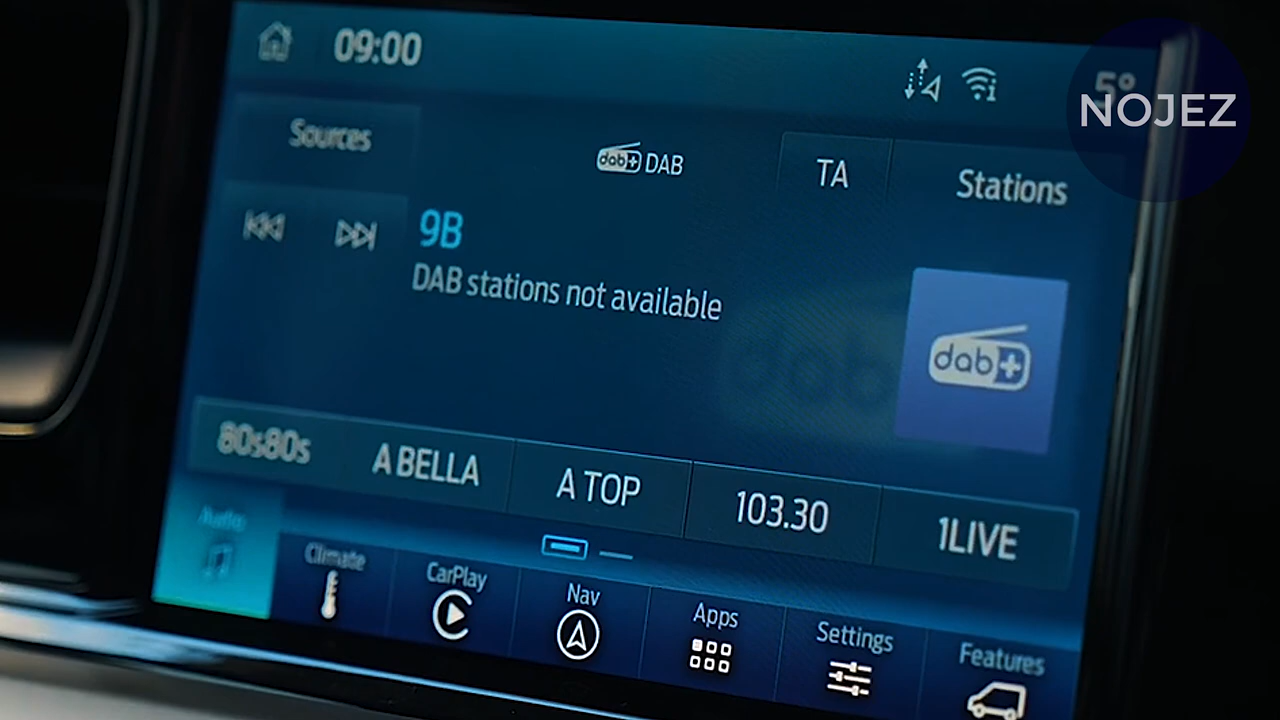 09:00
5°
NOJEZ
Sources
dab+ DAB
TA
Stations
9B
DAB stations not available
dab+
dab
80s80s
A BELLA
A TOP
103.30
1LIVE
Audio
Climate
CarPlay
Nav
Apps
Settings
Features